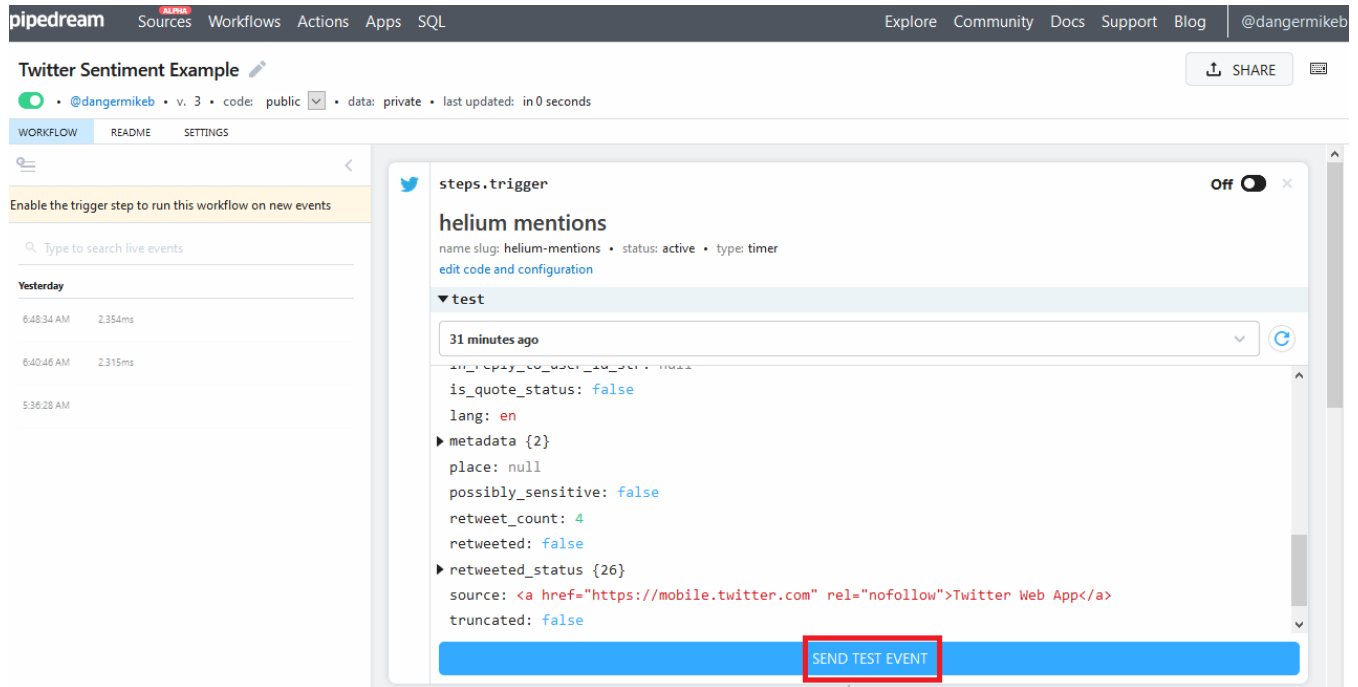 pipedream Sources ALPHA Workflows Actions Apps SQL Explore Community Docs Support Blog @dangermikeb
Twitter Sentiment Example SHARE
• @dangermikeb • v. 3 • code: public • data: private • last updated: in 0 seconds
WORKFLOW README SETTINGS
Enable the trigger step to run this workflow on new events
Type to search live events
Yesterday
6:48:34 AM 2,354ms
6:40:46 AM 2,315ms
5:36:28 AM
steps.trigger Off
helium mentions
name slug: helium-mentions • status: active • type: timer
edit code and configuration
test
31 minutes ago
in_reply_to_user_id_str: null
is_quote_status: false
lang: en
metadata {2}
place: null
possibly_sensitive: false
retweet_count: 4
retweeted: false
retweeted_status {26}
source: <a href="https://mobile.twitter.com" rel="nofollow">Twitter Web App</a>
truncated: false
SEND TEST EVENT